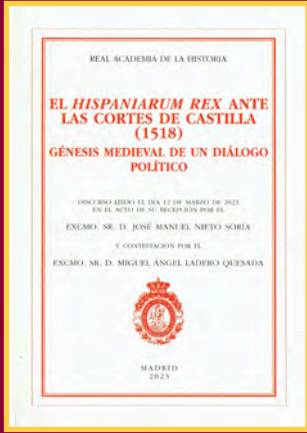 REAL ACADEMIA DE LA HISTORIA
EL HISPANIARUM REX ANTE
LAS CORTES DE CASTILLA
(1518)
GÉNESIS MEDIEVAL DE UN DIÁLOGO
POLÍTICO
DISCURSO LEÍDO EL DÍA 12 DE MARZO DE 2023
EN EL ACTO DE SU RECEPCIÓN POR EL
EXCMO. SR. D. JOSÉ MANUEL NIETO SORIA
Y CONTESTACIÓN POR EL
EXCMO. SR. D. MIGUEL ÁNGEL LADERO QUESADA
MADRID
2023